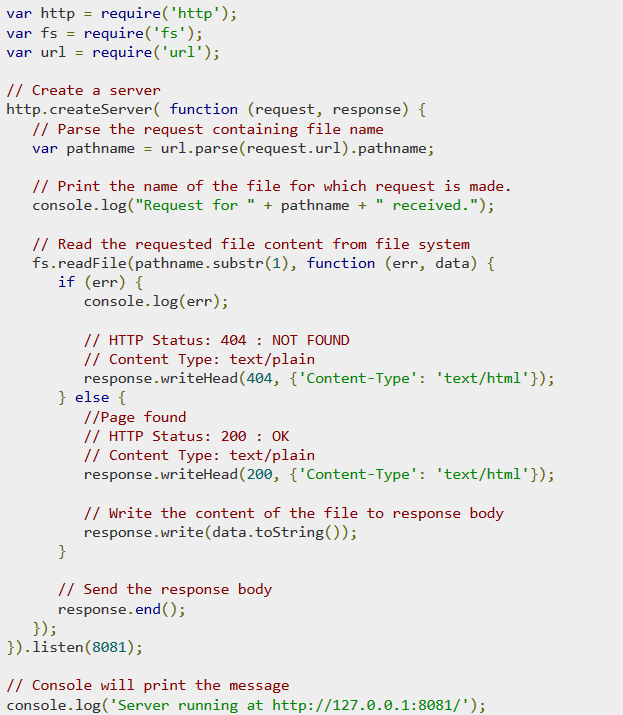 var http = require('http');
var fs = require('fs');
var url = require('url');

// Create a server
http.createServer( function (request, response) {
   // Parse the request containing file name
   var pathname = url.parse(request.url).pathname;

   // Print the name of the file for which request is made.
   console.log("Request for " + pathname + " received.");

   // Read the requested file content from file system
   fs.readFile(pathname.substr(1), function (err, data) {
      if (err) {
         console.log(err);

         // HTTP Status: 404 : NOT FOUND
         // Content Type: text/plain
         response.writeHead(404, {'Content-Type': 'text/html'});
      } else {
         //Page found
         // HTTP Status: 200 : OK
         // Content Type: text/plain
         response.writeHead(200, {'Content-Type': 'text/html'});

         // Write the content of the file to response body
         response.write(data.toString());
      }

      // Send the response body
      response.end();
   });
}).listen(8081);

// Console will print the message
console.log('Server running at http://127.0.0.1:8081/');